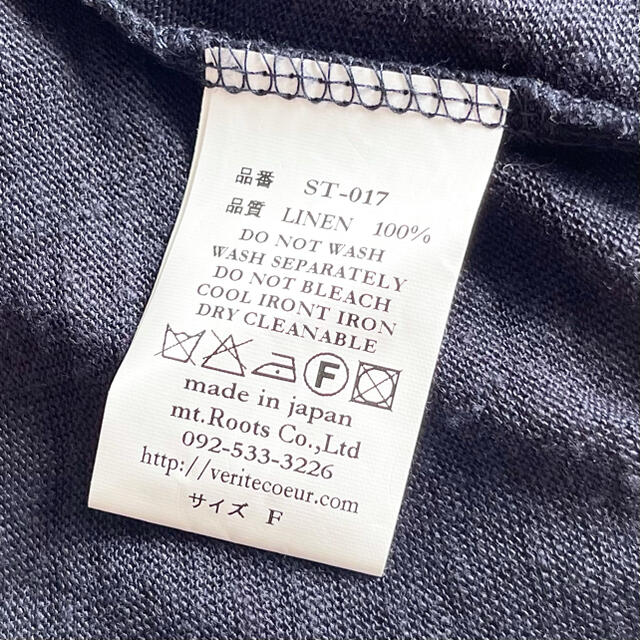 品番 ST-017
品質 LINEN 100%
DO NOT WASH
WASH SEPARATELY
DO NOT BLEACH
COOL IRONT IRON
DRY CLEANABLE
F
made in japan
mt.Roots Co.,Ltd
092-533-3226
http://veritecoeur.com
サイズ F